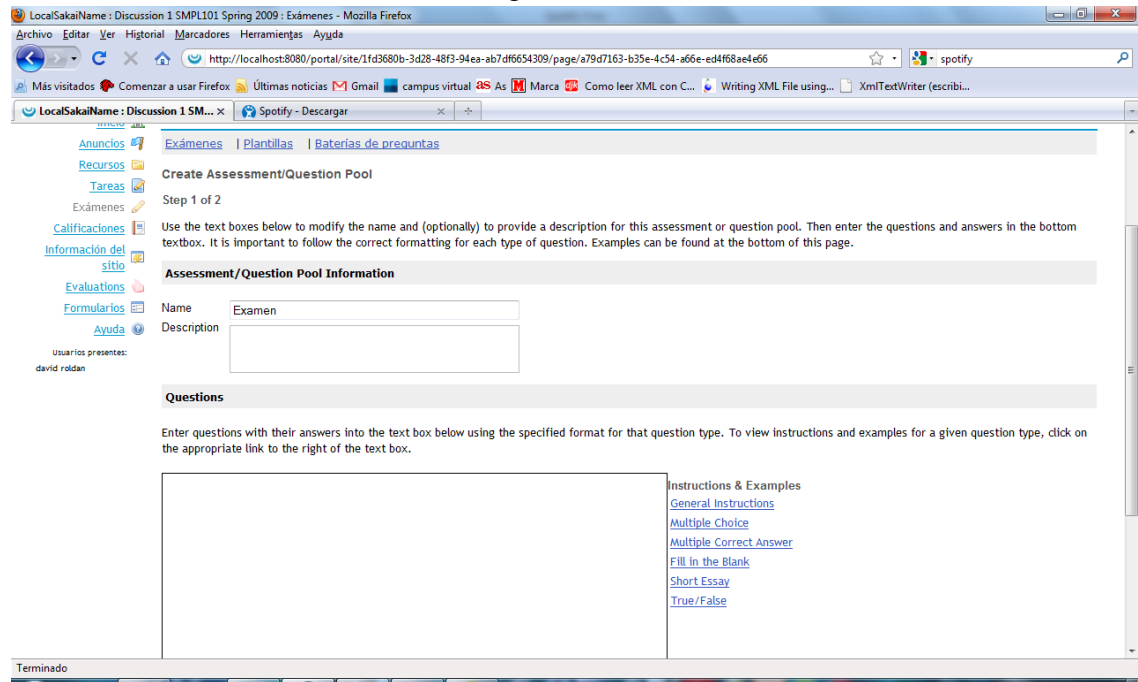 LocalSakaiName : Discussion 1 SMPL101 Spring 2009 : Exámenes - Mozilla Firefox
Archivo Editar Ver Historial Marcadores Herramientas Ayuda
http://localhost:8080/portal/site/1fd3680b-3d28-48f3-94ea-ab7df6654309/page/a79d7163-b35e-4c54-a66e-ed4f68ae4e66
spotify
Más visitados Comenzar a usar Firefox Últimas noticias Gmail campus virtual as As M Marca Como leer XML con C... Writing XML File using... XmlTextWriter (escribi...
LocalSakaiName : Discussion 1 SM... Spotify - Descargar
Inicio
Anuncios
Recursos
Tareas
Exámenes
Calificaciones
Información del
sitio
Evaluations
Formularios
Ayuda
Usuarios presentes:
david roldan
Exámenes | Plantillas | Baterías de preguntas
Create Assessment/Question Pool
Step 1 of 2
Use the text boxes below to modify the name and (optionally) to provide a description for this assessment or question pool. Then enter the questions and answers in the bottom
textbox. It is important to follow the correct formatting for each type of question. Examples can be found at the bottom of this page.
Assessment/Question Pool Information
Name Examen
Description
Questions
Enter questions with their answers into the text box below using the specified format for that question type. To view instructions and examples for a given question type, click on
the appropriate link to the right of the text box.
Instructions & Examples
General Instructions
Multiple Choice
Multiple Correct Answer
Fill in the Blank
Short Essay
True/False
Terminado